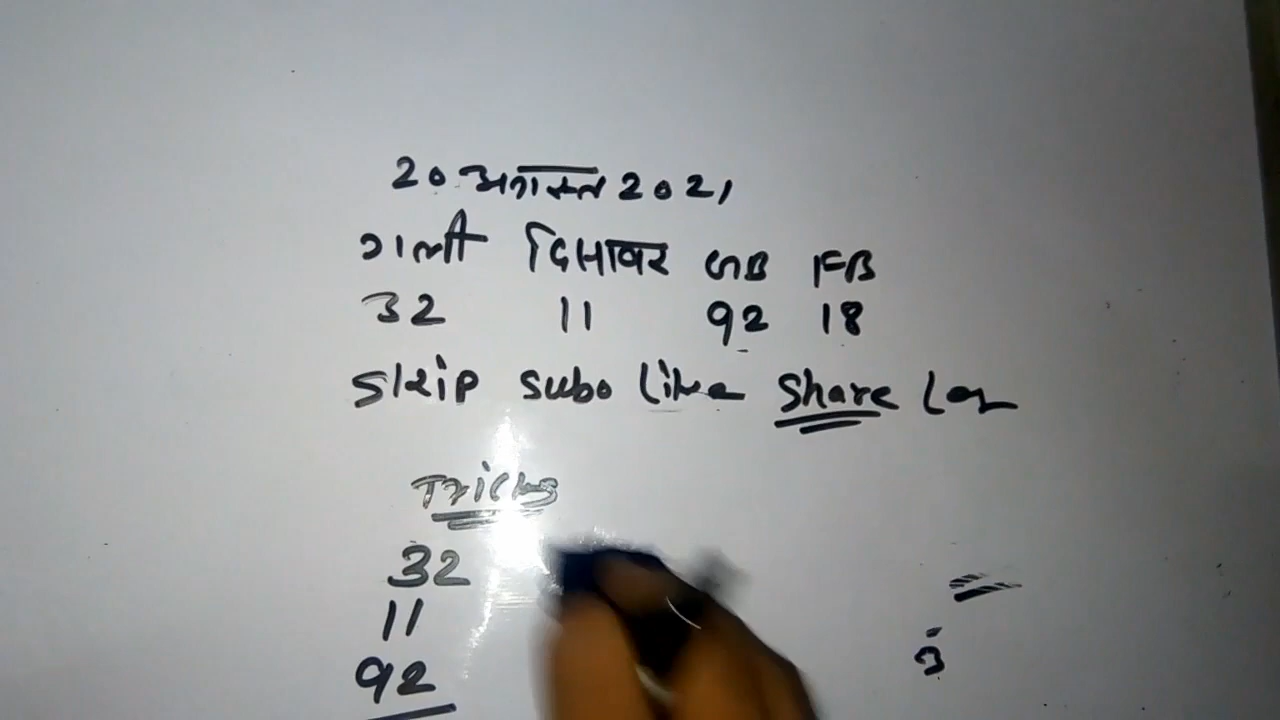 20 अगस्त 2021
गली दिसावर GB FB
32 11 92 18
Skip Subs Like Share
Tricks
32
11
92